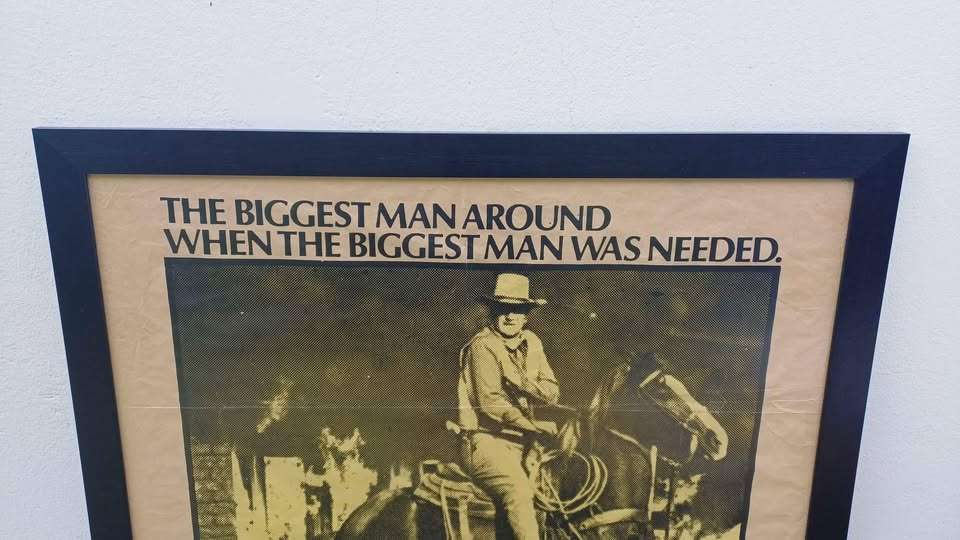 THE BIGGEST MAN AROUND
WHEN THE BIGGEST MAN WAS NEEDED.